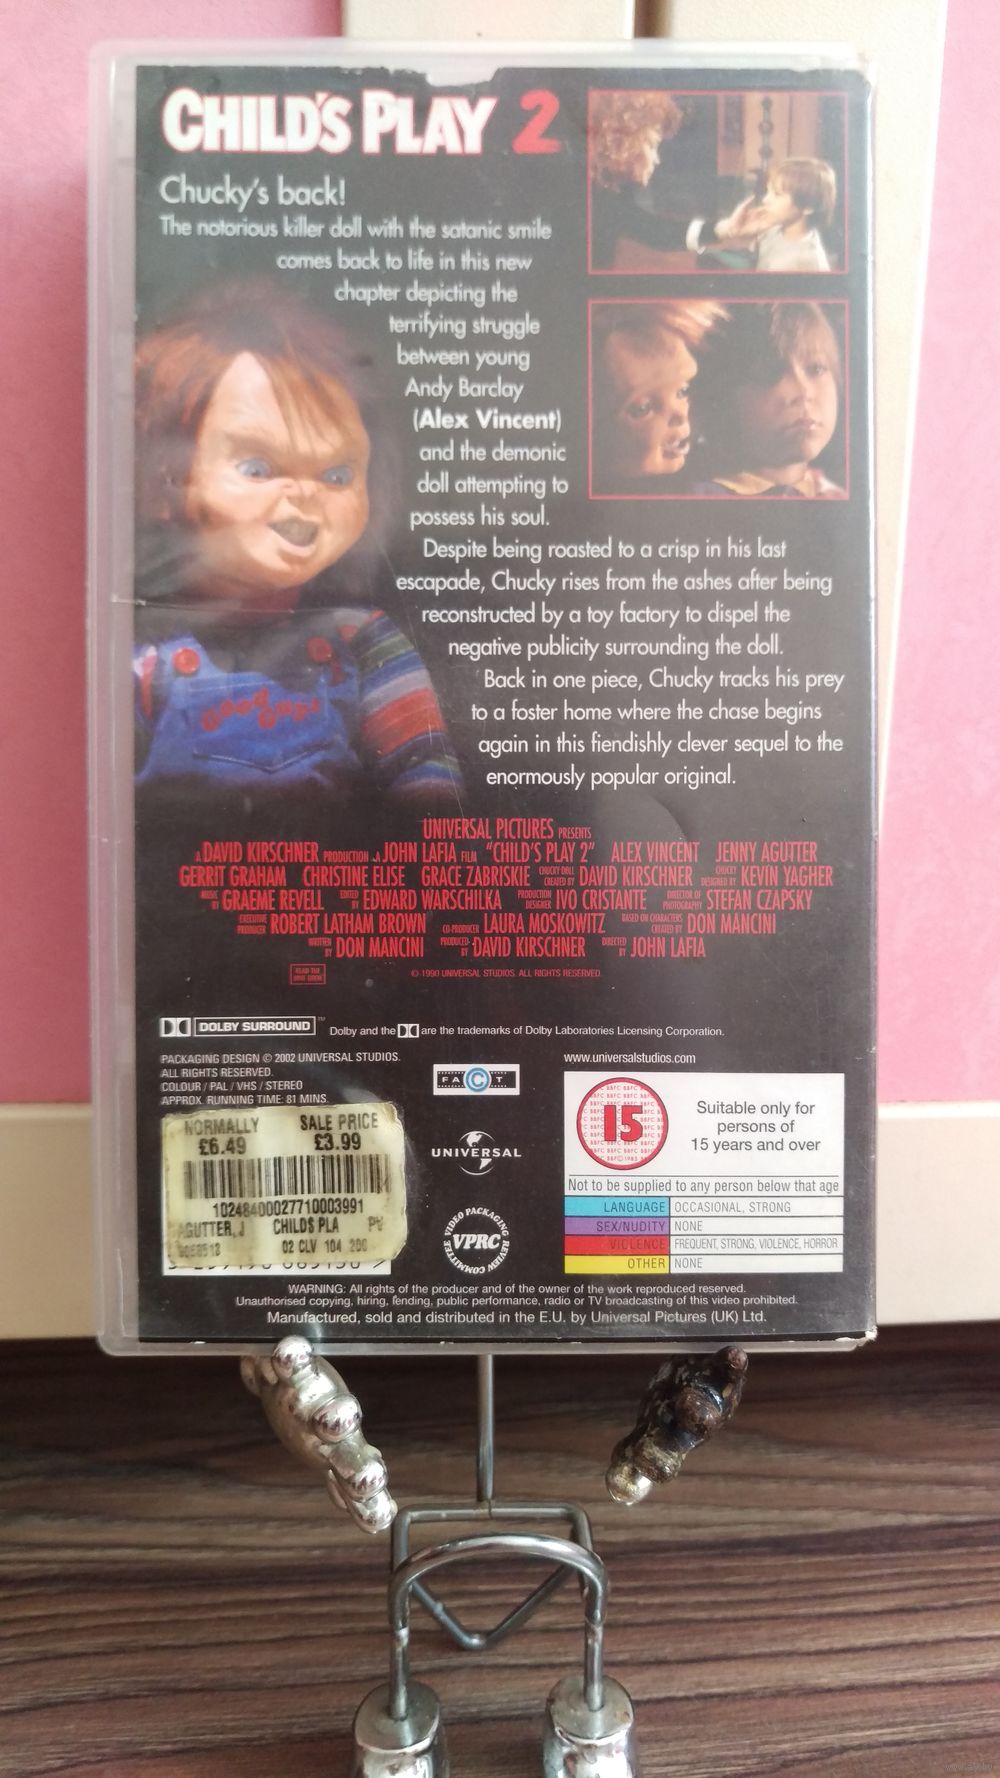 CHILD'S PLAY 2
Chucky's back!
The notorious killer doll with the satanic smile
comes back to life in this new
chapter depicting the
terrifying struggle
between young
Andy Barclay
(Alex Vincent)
and the demonic
doll attempting to
possess his soul.
Despite being roasted to a crisp in his last
escapade, Chucky rises from the ashes after being
reconstructed by a toy factory to dispel the
negative publicity surrounding the doll.
Back in one piece, Chucky tracks his prey
to a foster home where the chase begins
again in this fiendishly clever sequel to the
enormously popular original.
Good Guys
UNIVERSAL PICTURES PRESENTS
A DAVID KIRSCHNER PRODUCTION A JOHN LAFIA FILM "CHILD'S PLAY 2" ALEX VINCENT JENNY AGUTTER
GERRIT GRAHAM CHRISTINE ELISE GRACE ZABRISKIE CHUCKY DOLL CREATED BY DAVID KIRSCHNER CHUCKY DESIGNED BY KEVIN YAGHER
MUSIC BY GRAEME REVELL EDITED BY EDWARD WARSCHILKA PRODUCTION DESIGNER IVO CRISTANTE DIRECTOR OF PHOTOGRAPHY STEFAN CZAPSKY
EXECUTIVE PRODUCER ROBERT LATHAM BROWN CO-PRODUCER LAURA MOSKOWITZ BASED ON CHARACTERS CREATED BY DON MANCINI
WRITTEN BY DON MANCINI PRODUCED BY DAVID KIRSCHNER DIRECTED BY JOHN LAFIA
READ THE
© 1990 UNIVERSAL STUDIOS. ALL RIGHTS RESERVED.
DOLBY SURROUND ™ Dolby and the are the trademarks of Dolby Laboratories Licensing Corporation.
PACKAGING DESIGN © 2002 UNIVERSAL STUDIOS.
ALL RIGHTS RESERVED.
COLOUR / PAL / VHS / STEREO
APPROX. RUNNING TIME: 81 MINS.
FACT
UNIVERSAL
VIDEO PACKAGING REVIEW COMMITTEE
VPRC
www.universalstudios.com
15
Suitable only for
persons of
15 years and over
Not to be supplied to any person below that age
LANGUAGE OCCASIONAL, STRONG
SEX/NUDITY NONE
VIOLENCE FREQUENT, STRONG, VIOLENCE, HORROR
OTHER NONE
NORMALLY SALE PRICE
£6.49 £3.99
10248400027710003991
AGUTTER, J CHILDS PLA PV
02 CLV 104 200
WARNING: All rights of the producer and of the owner of the work reproduced reserved.
Unauthorised copying, hiring, lending, public performance, radio or TV broadcasting of this video prohibited.
Manufactured, sold and distributed in the E.U. by Universal Pictures (UK) Ltd.